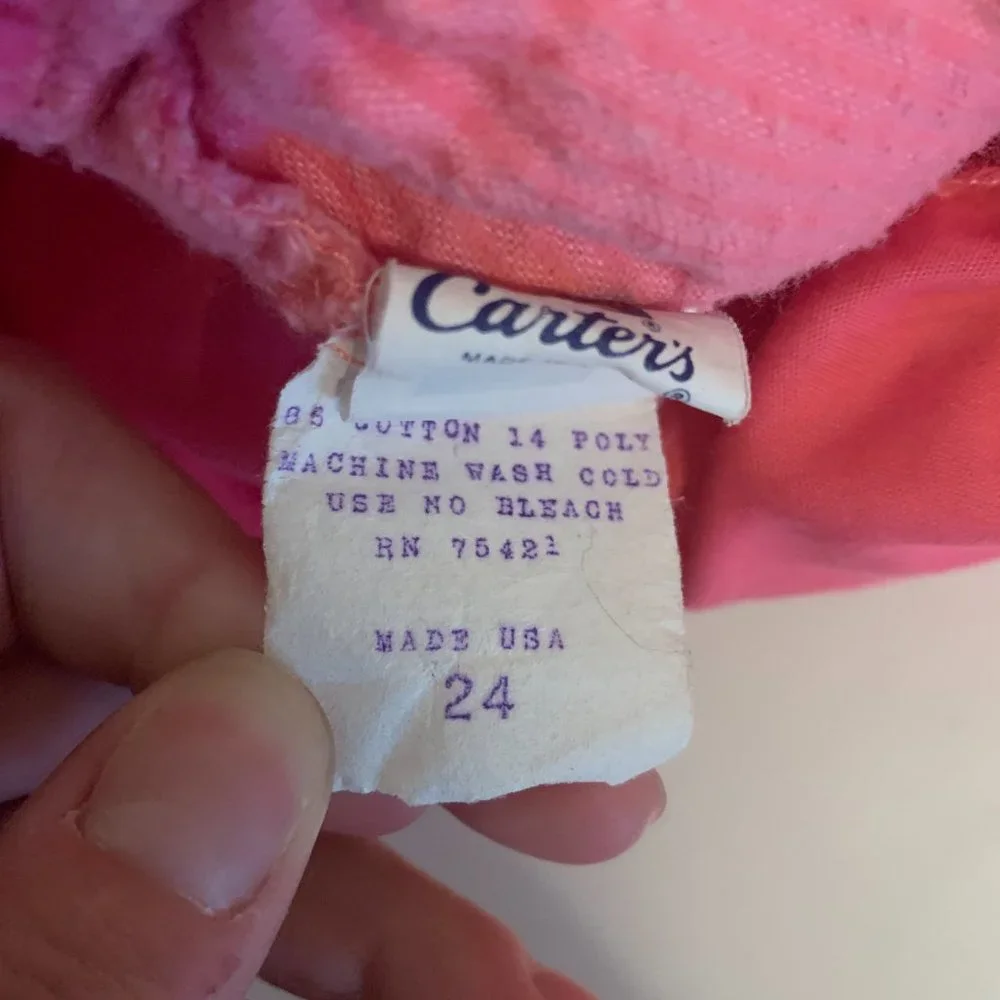 Carter's
86 COTTON 14 POLY
MACHINE WASH COLD
USE NO BLEACH
RN 75421
MADE USA
24